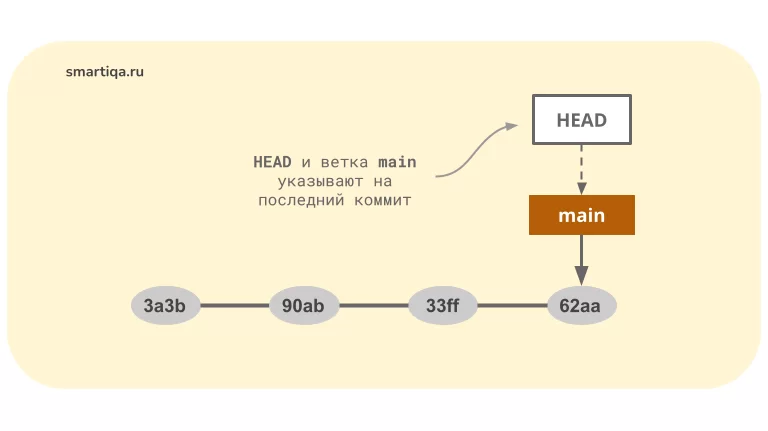 smartiqa.ru
HEAD
HEAD и ветка main
указывают на
последний коммит
main
3a3b
90ab
33ff
62aa